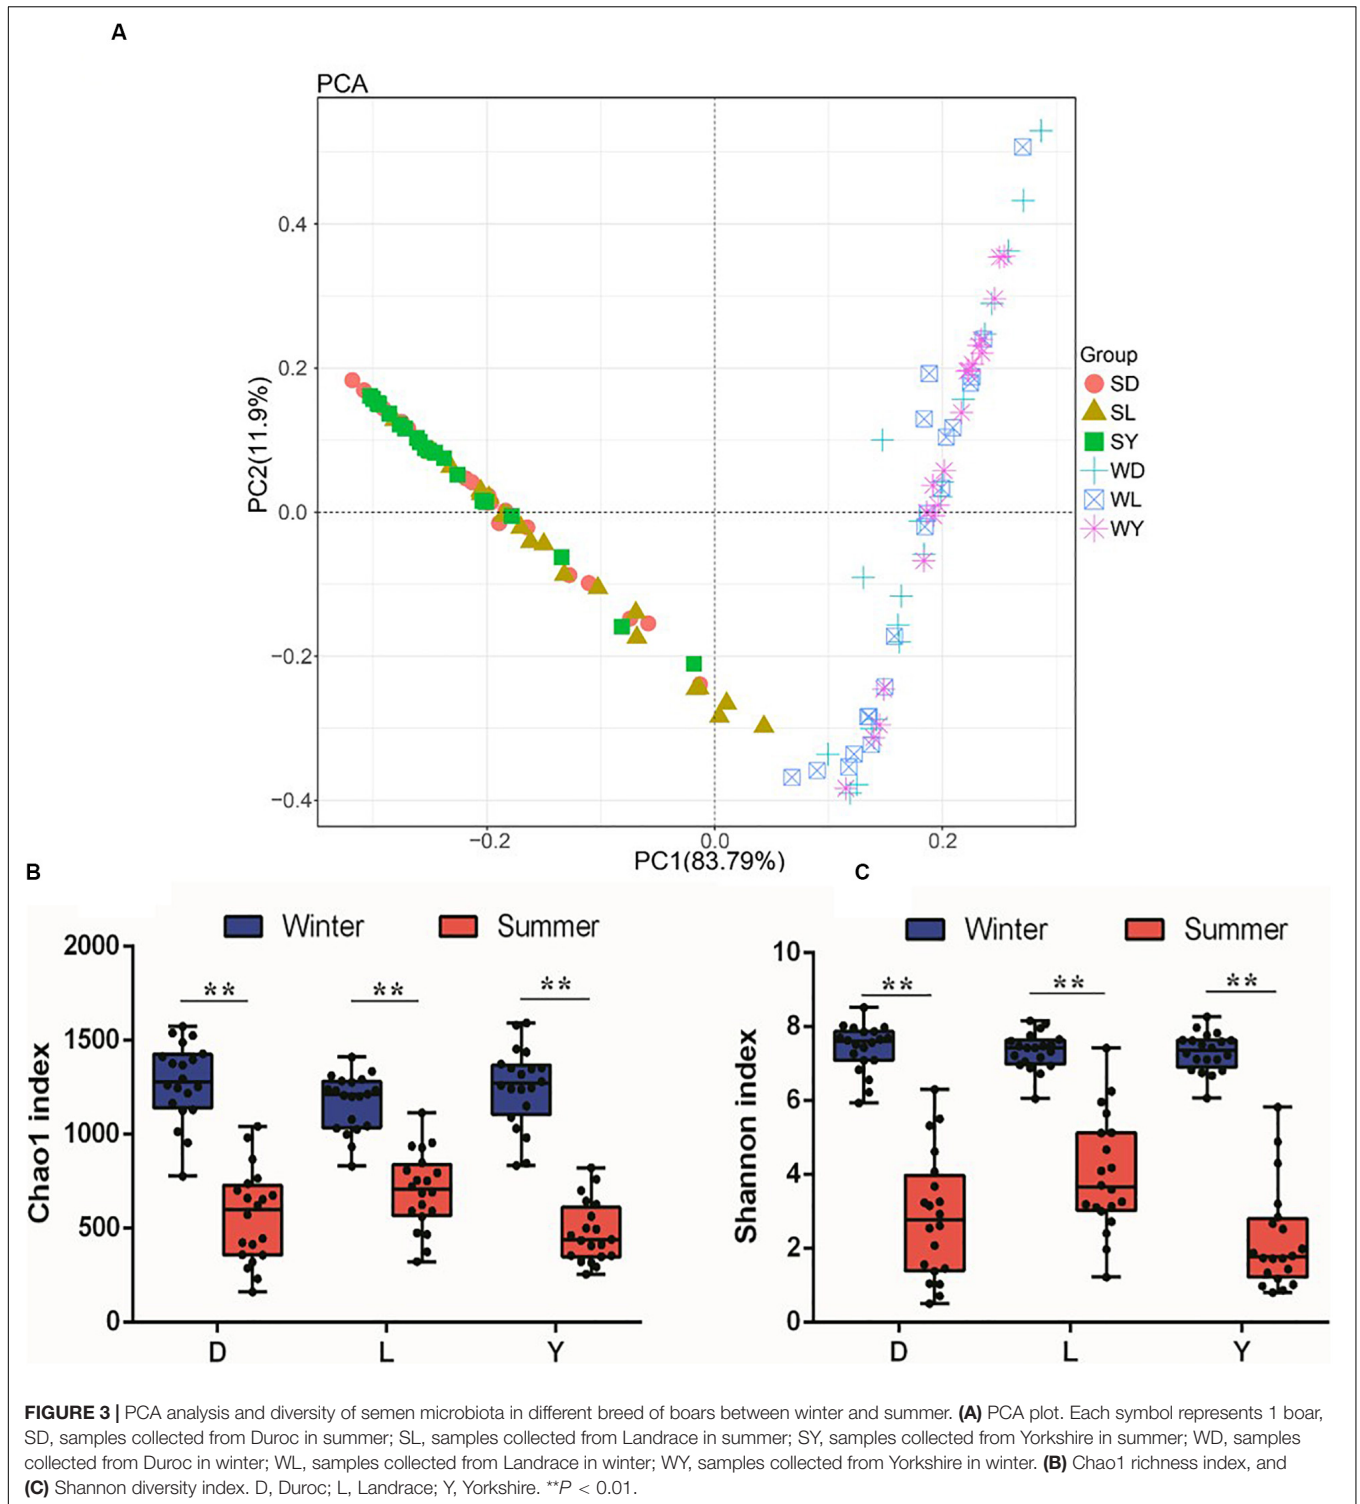 A
PCA
0.4
0.2
0.0
−0.2
−0.4
PC2(11.9%)
−0.2
0.0
0.2
PC1(83.79%)
Group
SD
SL
SY
WD
WL
WY
B
Winter
Summer
2000
1500
1000
500
0
Chao1 index
**
**
**
D
L
Y
C
Winter
Summer
10
8
6
4
2
0
Shannon index
**
**
**
D
L
Y
FIGURE 3 | PCA analysis and diversity of semen microbiota in different breed of boars between winter and summer. (A) PCA plot. Each symbol represents 1 boar,
SD, samples collected from Duroc in summer; SL, samples collected from Landrace in summer; SY, samples collected from Yorkshire in summer; WD, samples
collected from Duroc in winter; WL, samples collected from Landrace in winter; WY, samples collected from Yorkshire in winter. (B) Chao1 richness index, and
(C) Shannon diversity index. D, Duroc; L, Landrace; Y, Yorkshire. **P < 0.01.